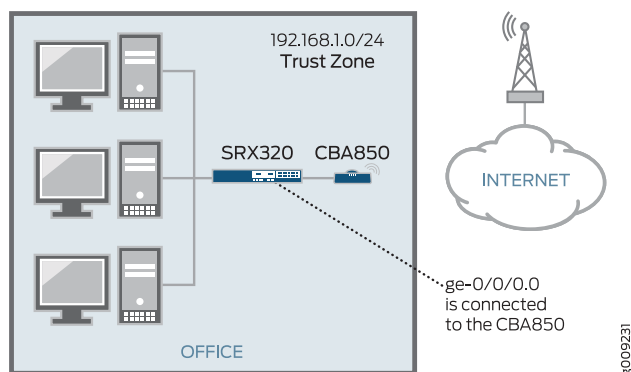 192.168.1.0/24
Trust Zone
SRX320
CBA850
INTERNET
ge-0/0/0.0
is connected
to the CBA850
OFFICE
g009231